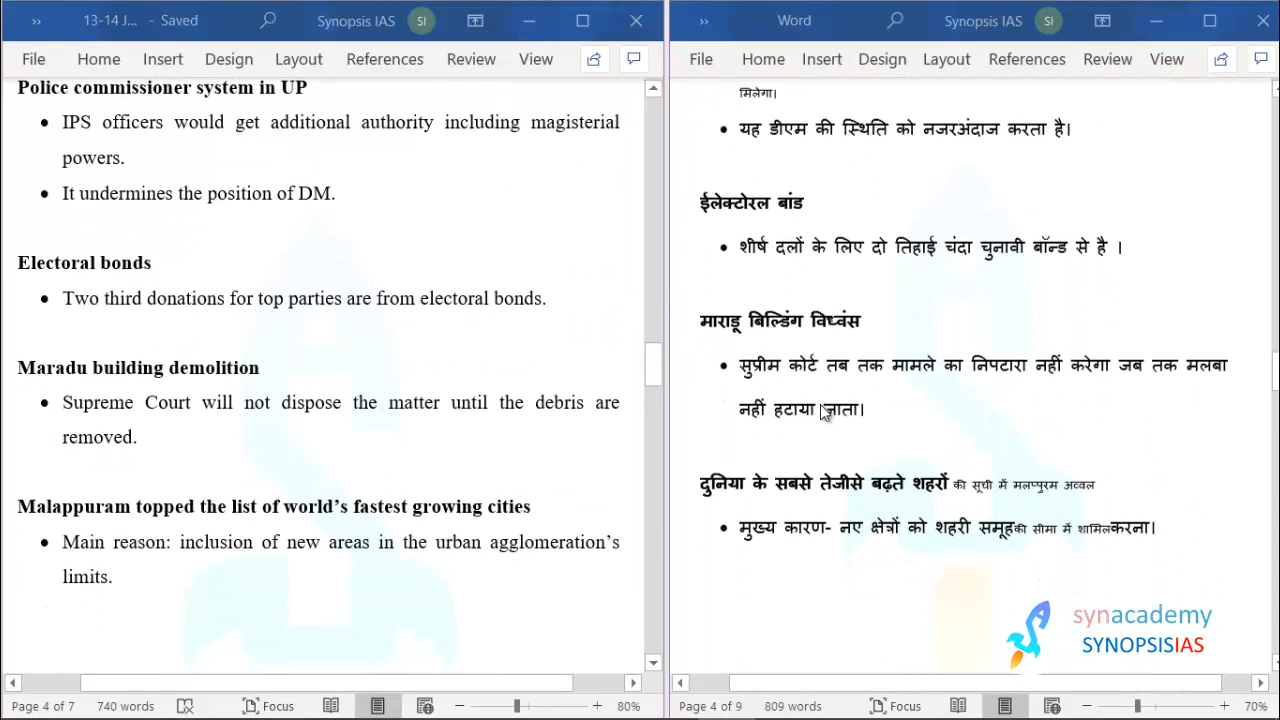 13-14 J... - Saved
Synopsis IAS
SI
File Home Insert Design Layout References Review View
Police commissioner system in UP
• IPS officers would get additional authority including magisterial
powers.
• It undermines the position of DM.
Electoral bonds
• Two third donations for top parties are from electoral bonds.
Maradu building demolition
• Supreme Court will not dispose the matter until the debris are
removed.
Malappuram topped the list of world's fastest growing cities
• Main reason: inclusion of new areas in the urban agglomeration's
limits.
Page 4 of 7 740 words Focus 80%
Word
Synopsis IAS
SI
File Home Insert Design Layout References Review View
मिलेगा।
• यह डीएम की स्थिति को नजरअंदाज करता है।
ईलेक्टोरल बांड
• शीर्ष दलों के लिए दो तिहाई चंदा चुनावी बॉन्ड से है ।
माराडू बिल्डिंग विध्वंस
• सुप्रीम कोर्ट तब तक मामले का निपटारा नहीं करेगा जब तक मलबा
नहीं हटाया जाता।
दुनिया के सबसे तेजीसे बढ़ते शहरों की सूची में मलप्पुरम अव्वल
• मुख्य कारण- नए क्षेत्रों को शहरी समूहकी सीमा में शामिलकरना।
synacademy
SYNOPSISIAS
Page 4 of 9 809 words Focus 70%